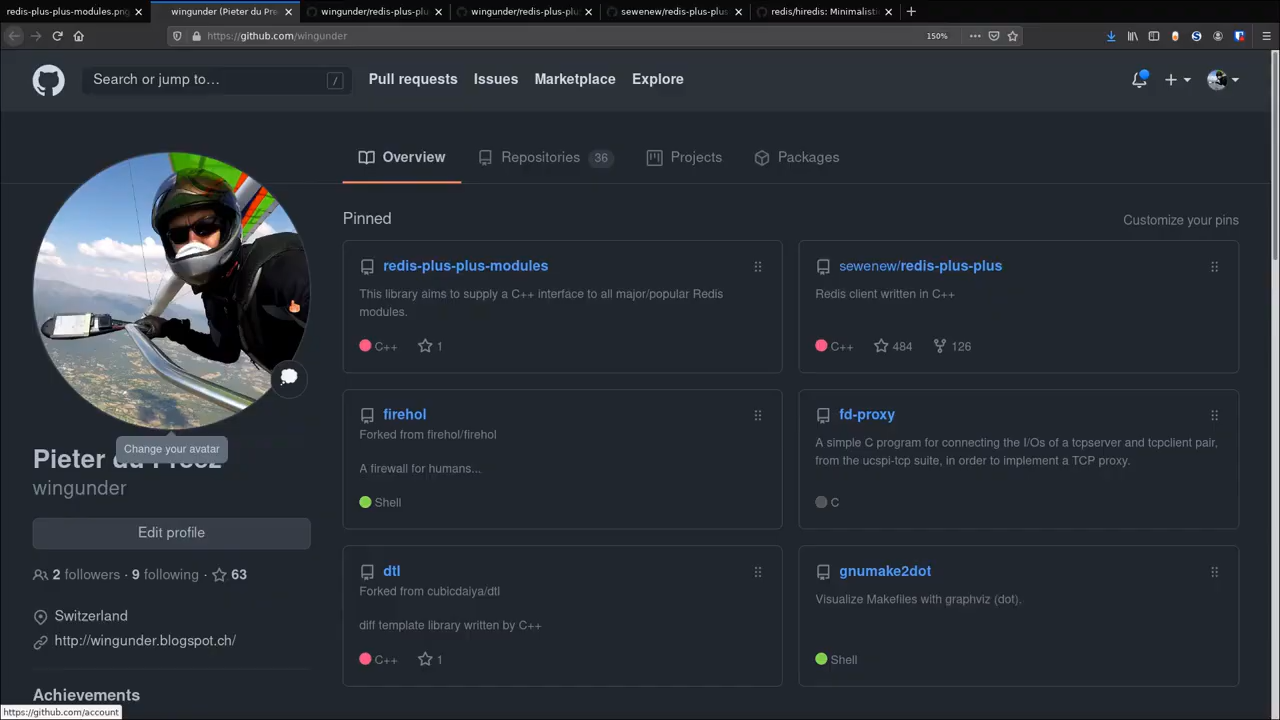 redis-plus-plus-modules.png
wingunder (Pieter du Pre
wingunder/redis-plus-plus
wingunder/redis-plus-plus
sewenew/redis-plus-plus
redis/hiredis: Minimalistic
https://github.com/wingunder
150%
Search or jump to…
/
Pull requests
Issues
Marketplace
Explore
Overview
Repositories 36
Projects
Packages
Change your avatar
wingunder
Edit profile
2 followers · 9 following · 63
Switzerland
http://wingunder.blogspot.ch/
Achievements
Pinned
Customize your pins
redis-plus-plus-modules
This library aims to supply a C++ interface to all major/popular Redis
modules.
C++ 1
sewenew/redis-plus-plus
Redis client written in C++
C++ 484 126
firehol
Forked from firehol/firehol
A firewall for humans...
Shell
fd-proxy
A simple C program for connecting the I/Os of a tcpserver and tcpclient pair,
from the ucspi-tcp suite, in order to implement a TCP proxy.
C
dtl
Forked from cubicdaiya/dtl
diff template library written by C++
C++ 1
gnumake2dot
Visualize Makefiles with graphviz (dot).
Shell
https://github.com/account